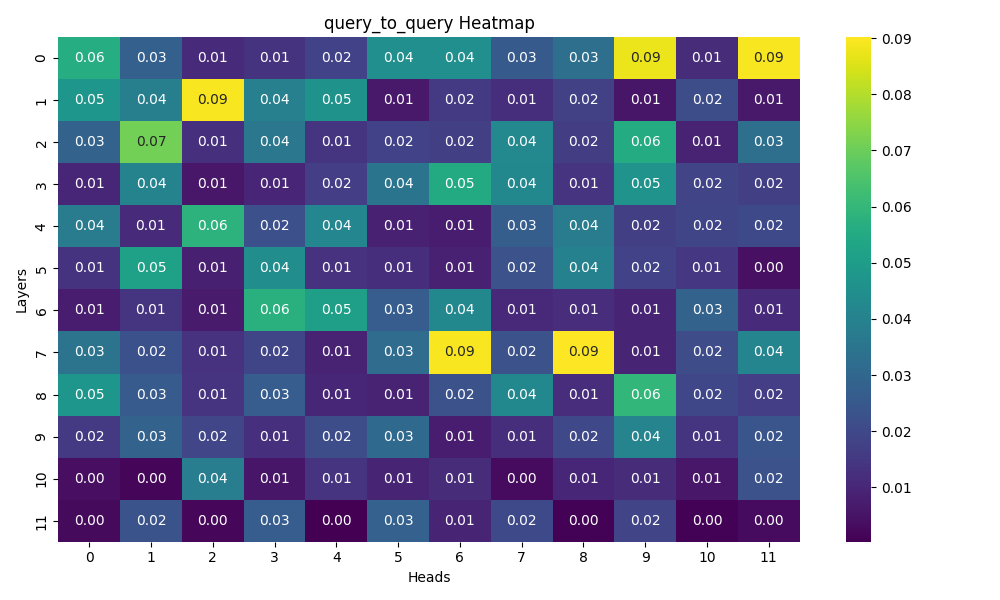 query_to_query Heatmap
0 0.06 0.03 0.01 0.01 0.02 0.04 0.04 0.03 0.03 0.09 0.01 0.09
1 0.05 0.04 0.09 0.04 0.05 0.01 0.02 0.01 0.02 0.01 0.02 0.01
2 0.03 0.07 0.01 0.04 0.01 0.02 0.02 0.04 0.02 0.06 0.01 0.03
3 0.01 0.04 0.01 0.01 0.02 0.04 0.05 0.04 0.01 0.05 0.02 0.02
4 0.04 0.01 0.06 0.02 0.04 0.01 0.01 0.03 0.04 0.02 0.02 0.02
5 0.01 0.05 0.01 0.04 0.01 0.01 0.01 0.02 0.04 0.02 0.01 0.00
6 0.01 0.01 0.01 0.06 0.05 0.03 0.04 0.01 0.01 0.01 0.03 0.01
7 0.03 0.02 0.01 0.02 0.01 0.03 0.09 0.02 0.09 0.01 0.02 0.04
8 0.05 0.03 0.01 0.03 0.01 0.01 0.02 0.04 0.01 0.06 0.02 0.02
9 0.02 0.03 0.02 0.01 0.02 0.03 0.01 0.01 0.02 0.04 0.01 0.02
10 0.00 0.00 0.04 0.01 0.01 0.01 0.01 0.00 0.01 0.01 0.01 0.02
11 0.00 0.02 0.00 0.03 0.00 0.03 0.01 0.02 0.00 0.02 0.00 0.00
0 1 2 3 4 5 6 7 8 9 10 11
Heads
Layers
0.09
0.08
0.07
0.06
0.05
0.04
0.03
0.02
0.01